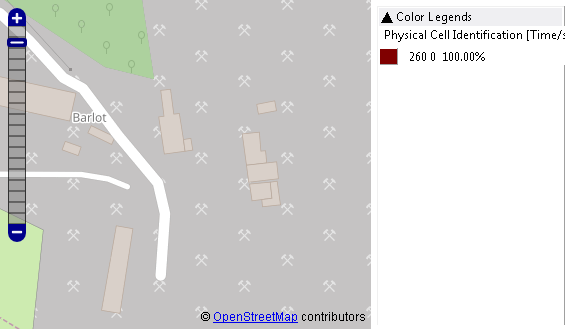 Barlot
© OpenStreetMap contributors
Color Legends
Physical Cell Identification [Time/s
260 0 100.00%